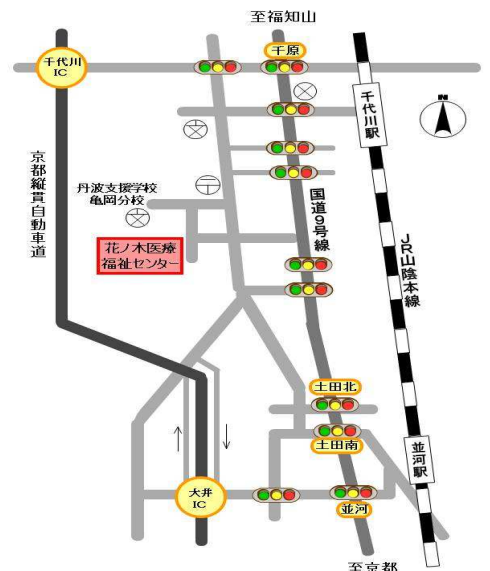 至福知山
千原
千代川
IC
千代川駅
京都縦貫自動車道
丹波支援学校
亀岡分校
国道9号線
花ノ木医療
福祉センター
JR山陰本線
土田北
土田南
並河駅
大井
IC
並河
至京都